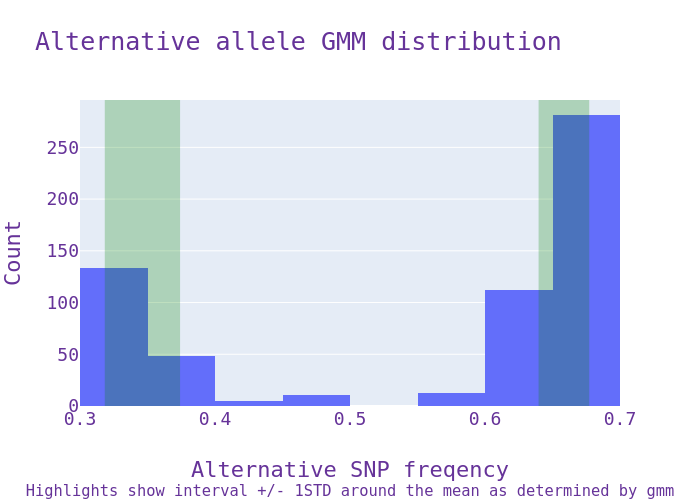 Alternative allele GMM distribution
250
200
150
100
50
0
Count
0.3 0.4 0.5 0.6 0.7
Alternative SNP freqency
Highlights show interval +/- 1STD around the mean as determined by gmm